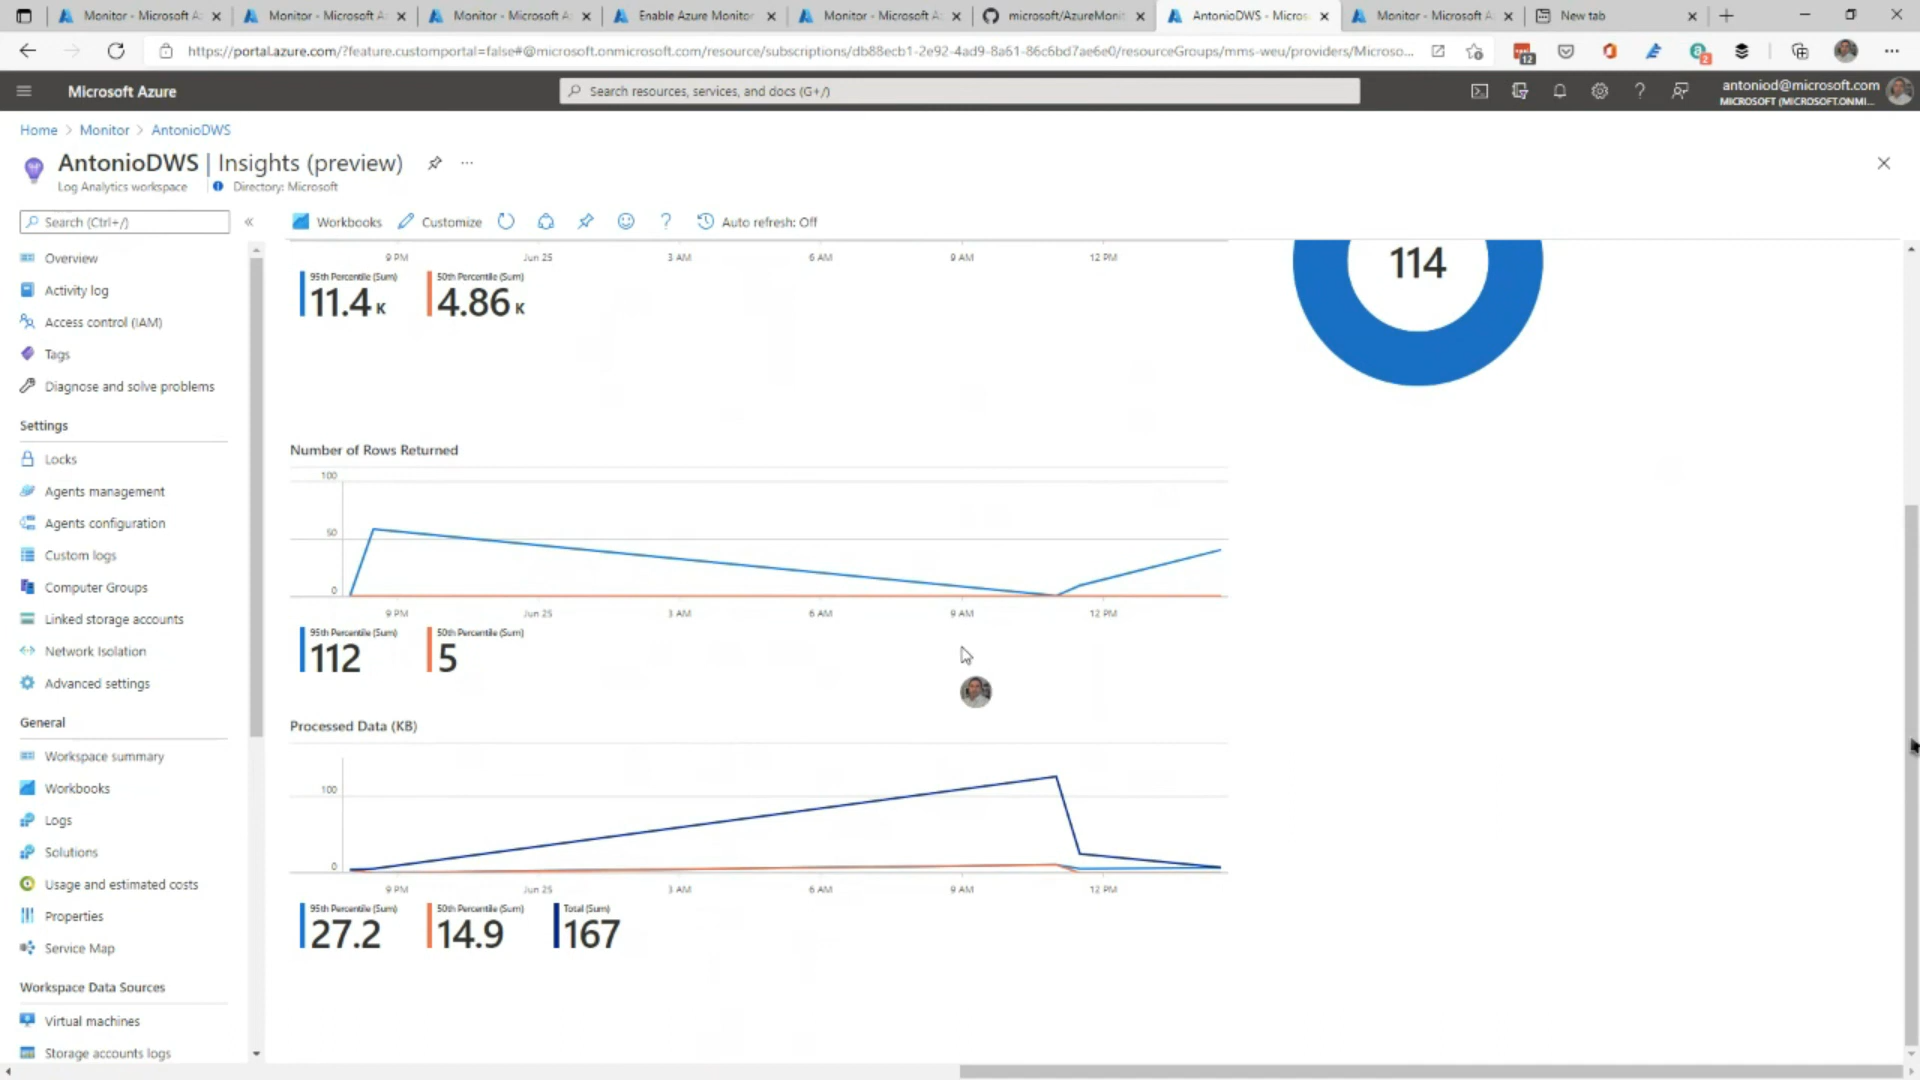 Monitor - Microsoft A
Monitor - Microsoft A
Monitor - Microsoft A
Enable Azure Monitor
Monitor - Microsoft A
microsoft/AzureMonit
AntonioDWS - Micros
Monitor - Microsoft A
New tab
https://portal.azure.com/?feature.customportal=false#@microsoft.onmicrosoft.com/resource/subscriptions/db88ecb1-2e92-4ad9-8a61-86c6bd7ae6e0/resourceGroups/mms-weu/providers/Microso...
12
2
Microsoft Azure
Search resources, services, and docs (G+/)
antoniod@microsoft.com
MICROSOFT (MICROSOFT.ONMI...
Home > Monitor > AntonioDWS
AntonioDWS | Insights (preview)
Log Analytics workspace
Directory: Microsoft
Search (Ctrl+/)
«
Workbooks
Customize
Auto refresh: Off
Overview
Activity log
Access control (IAM)
Tags
Diagnose and solve problems
Settings
Locks
Agents management
Agents configuration
Custom logs
Computer Groups
Linked storage accounts
Network Isolation
Advanced settings
General
Workspace summary
Workbooks
Logs
Solutions
Usage and estimated costs
Properties
Service Map
Workspace Data Sources
Virtual machines
Storage accounts logs
9 PM Jun 25 3 AM 6 AM 9 AM 12 PM
95th Percentile (Sum)
11.4 K
50th Percentile (Sum)
4.86 K
114
Number of Rows Returned
100
50
0
9 PM Jun 25 3 AM 6 AM 9 AM 12 PM
95th Percentile (Sum)
112
50th Percentile (Sum)
5
Processed Data (KB)
100
0
9 PM Jun 25 3 AM 6 AM 9 AM 12 PM
95th Percentile (Sum)
27.2
50th Percentile (Sum)
14.9
Total (Sum)
167